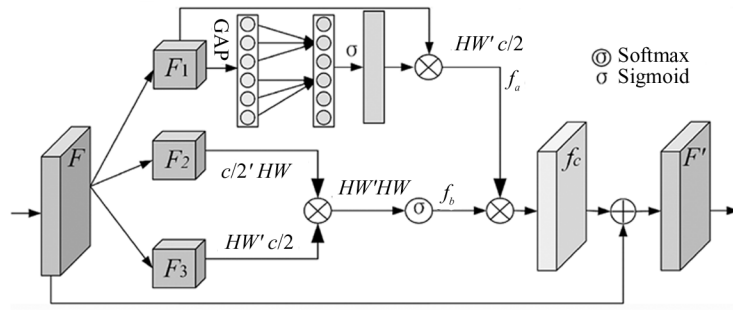 GAP
F1
σ
HW' c/2
fa
σ Softmax
σ Sigmoid
F
F2
c/2' HW
HW'HW
σ
fb
fc
F'
F3
HW' c/2